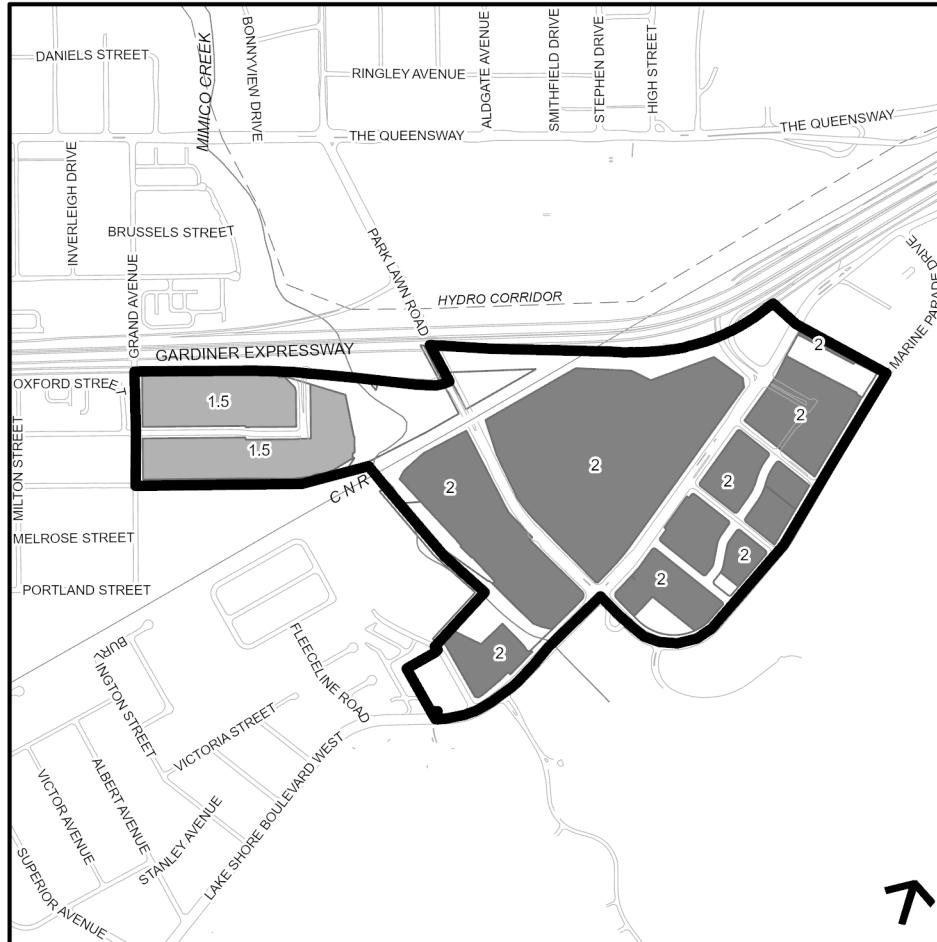 DANIELS STREET
MIMICO CREEK
BONNYVIEW DRIVE
RINGLEY AVENUE
ALDGATE AVENUE
SMITHFIELD DRIVE
STEPHEN DRIVE
HIGH STREET
THE QUEENSWAY
THE QUEENSWAY
INVERLEIGH DRIVE
BRUSSELS STREET
GRAND AVENUE
PARK LAWN ROAD
HYDRO CORRIDOR
MARINE PARADE DRIVE
GARDINER EXPRESSWAY
OXFORD STREET
MILTON STREET
1.5
1.5
2
2
2
2
2
2
2
2
CNR
MELROSE STREET
PORTLAND STREET
BURLINGTON STREET
FLEECELINE ROAD
VICTORIA STREET
VICTOR AVENUE
ALBERT AVENUE
STANLEY AVENUE
LAKE SHORE BOULEVARD WEST
SUPERIOR AVENUE